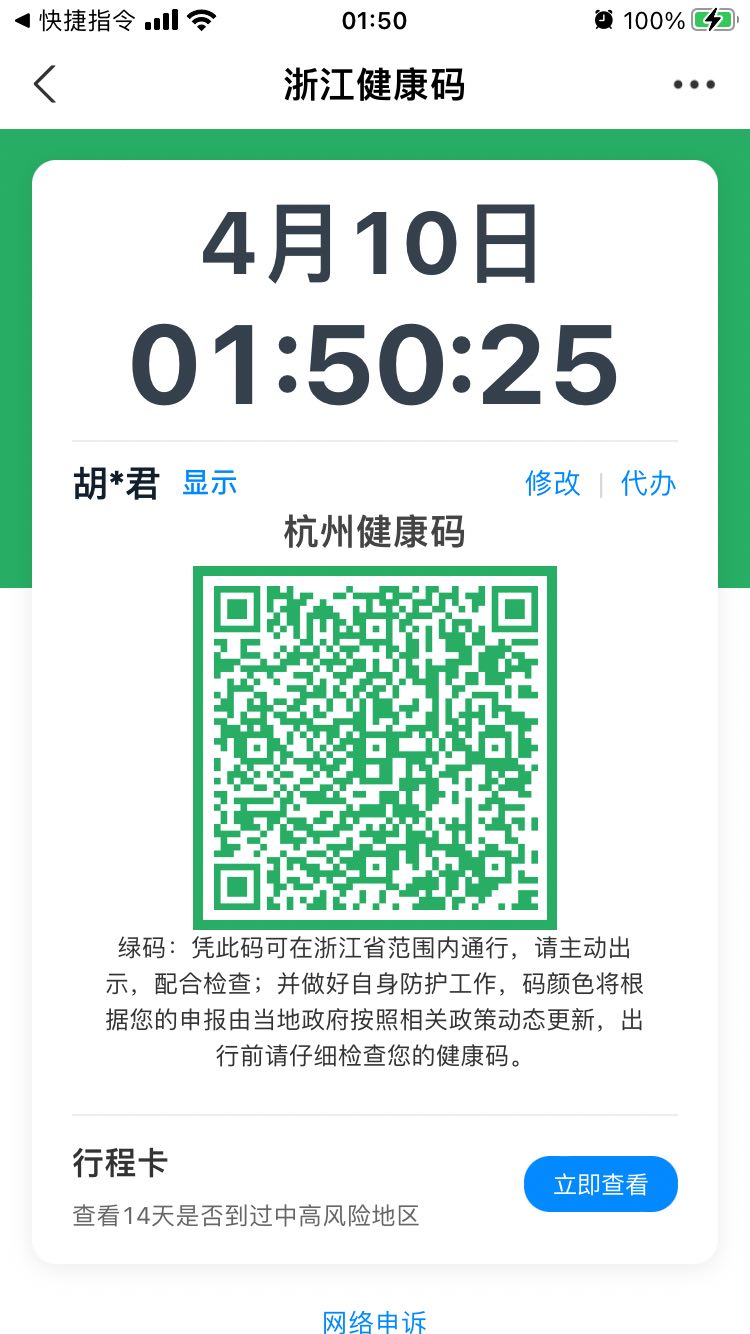 快捷指令 01:50 100%
浙江健康码
4月10日
01:50:25
胡*君 显示 修改 | 代办
杭州健康码
绿码：凭此码可在浙江省范围内通行，请主动出
示，配合检查；并做好自身防护工作，码颜色将根
据您的申报由当地政府按照相关政策动态更新，出
行前请仔细检查您的健康码。
行程卡
立即查看
查看14天是否到过中高风险地区
网络申诉